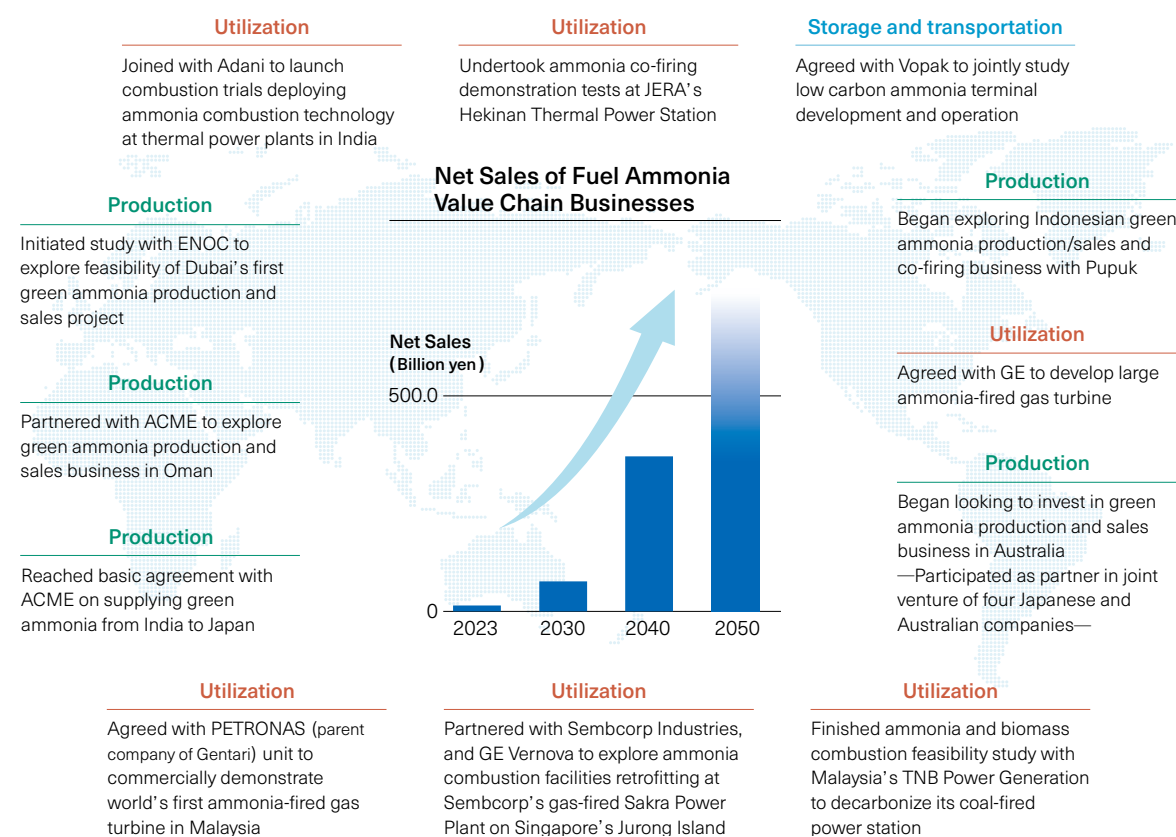 Utilization
Joined with Adani to launch
combustion trials deploying
ammonia combustion technology
at thermal power plants in India
Utilization
Undertook ammonia co-firing
demonstration tests at JERA's
Hekinan Thermal Power Station
Storage and transportation
Agreed with Vopak to jointly study
low carbon ammonia terminal
development and operation
Production
Initiated study with ENOC to
explore feasibility of Dubai's first
green ammonia production and
sales project
Production
Partnered with ACME to explore
green ammonia production and
sales business in Oman
Production
Reached basic agreement with
ACME on supplying green
ammonia from India to Japan
Net Sales of Fuel Ammonia
Value Chain Businesses
Net Sales
(Billion yen)
500.0
0
2023 2030 2040 2050
Production
Began exploring Indonesian green
ammonia production/sales and
co-firing business with Pupuk
Utilization
Agreed with GE to develop large
ammonia-fired gas turbine
Production
Began looking to invest in green
ammonia production and sales
business in Australia
—Participated as partner in joint
venture of four Japanese and
Australian companies—
Utilization
Agreed with PETRONAS (parent
company of Gentari) unit to
commercially demonstrate
world's first ammonia-fired gas
turbine in Malaysia
Utilization
Partnered with Sembcorp Industries,
and GE Vernova to explore ammonia
combustion facilities retrofitting at
Sembcorp's gas-fired Sakra Power
Plant on Singapore's Jurong Island
Utilization
Finished ammonia and biomass
combustion feasibility study with
Malaysia's TNB Power Generation
to decarbonize its coal-fired
power station